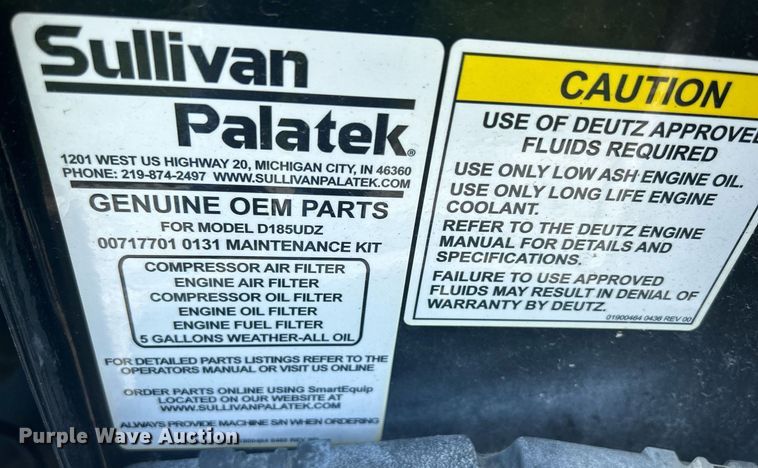 Sullivan
Palatek®
1201 WEST US HIGHWAY 20, MICHIGAN CITY, IN 46360
PHONE: 219-874-2497 WWW.SULLIVANPALATEK.COM
GENUINE OEM PARTS
FOR MODEL D185UDZ
00717701 0131 MAINTENANCE KIT
COMPRESSOR AIR FILTER
ENGINE AIR FILTER
COMPRESSOR OIL FILTER
ENGINE OIL FILTER
ENGINE FUEL FILTER
5 GALLONS WEATHER-ALL OIL
FOR DETAILED PARTS LISTINGS REFER TO THE
OPERATORS MANUAL OR VISIT US ONLINE
ORDER PARTS ONLINE USING SmartEquip
LOCATED ON OUR WEBSITE AT
WWW.SULLIVANPALATEK.COM
ALWAYS PROVIDE MACHINE S/N WHEN ORDERING
CAUTION
USE OF DEUTZ APPROVED
FLUIDS REQUIRED
USE ONLY LOW ASH ENGINE OIL.
USE ONLY LONG LIFE ENGINE
COOLANT.
REFER TO THE DEUTZ ENGINE
MANUAL FOR DETAILS AND
SPECIFICATIONS.
FAILURE TO USE APPROVED
FLUIDS MAY RESULT IN DENIAL OF
WARRANTY BY DEUTZ.
01900464 0436 REV 00
Purple Wave Auction